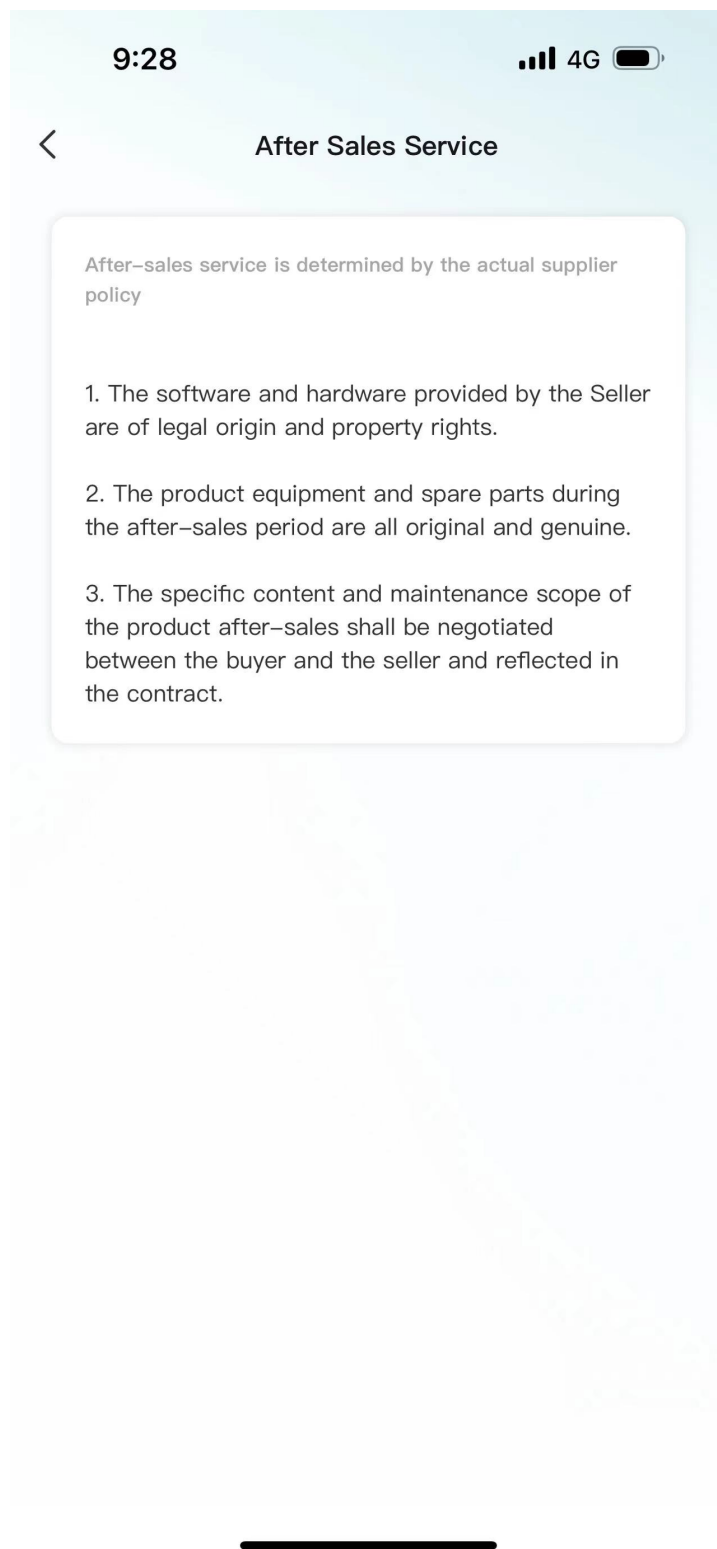 9:28
4G
After Sales Service
After-sales service is determined by the actual supplier
policy
1. The software and hardware provided by the Seller
are of legal origin and property rights.
2. The product equipment and spare parts during
the after-sales period are all original and genuine.
3. The specific content and maintenance scope of
the product after-sales shall be negotiated
between the buyer and the seller and reflected in
the contract.